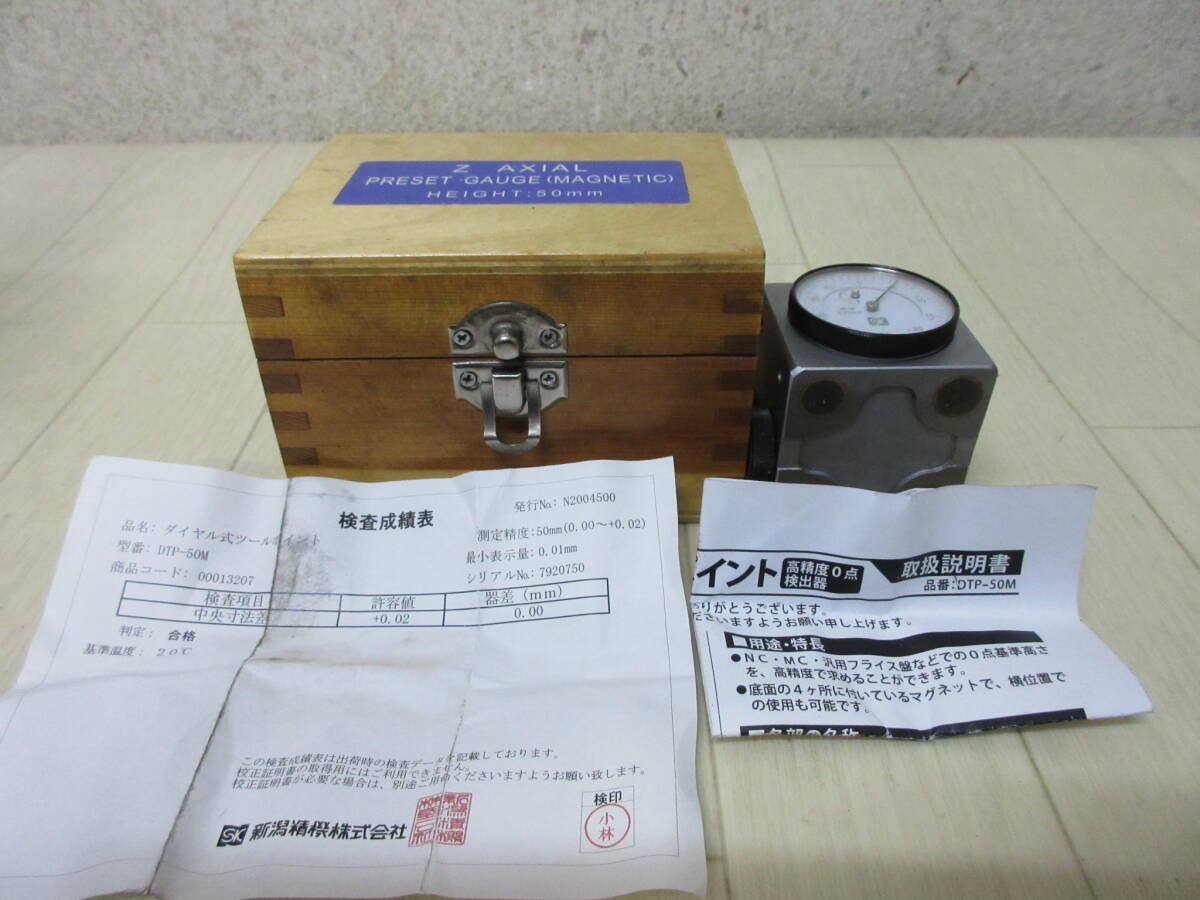 Z AXIAL
PRESET GAUGE (MAGNETIC)
HEIGHT:50mm
検査成績表
発行No.: N2004500
品名: ダイヤル式ツールポイント
測定精度:50mm(0.00～+0.02)
型番: DTP-50M
最小表示量: 0.01mm
商品コード: 00013207
シリアルNo.: 7920750
検査項目 許容値 器差 (mm)
中央寸法差 +0.02 0.00
判定: 合格
基準温度: 20℃
この検査成績表は出荷時の検査データを記載しております。
校正証明書の取得用にはご利用できません。
校正証明書が必要な場合は、別途ご用命くださいますようお願い致します。
SK 新潟精機株式会社
検印
小林
イント 高精度0点検出器 取扱説明書
品番:DTP-50M
りがとうございます。
ださいますようお願い申し上げます。
■用途・特長
●NC・MC・汎用フライス盤などでの0点基準高さ
を、高精度で求めることができます。
●底面の4ヶ所に付いているマグネットで、横位置で
の使用も可能です。
■各部の名称